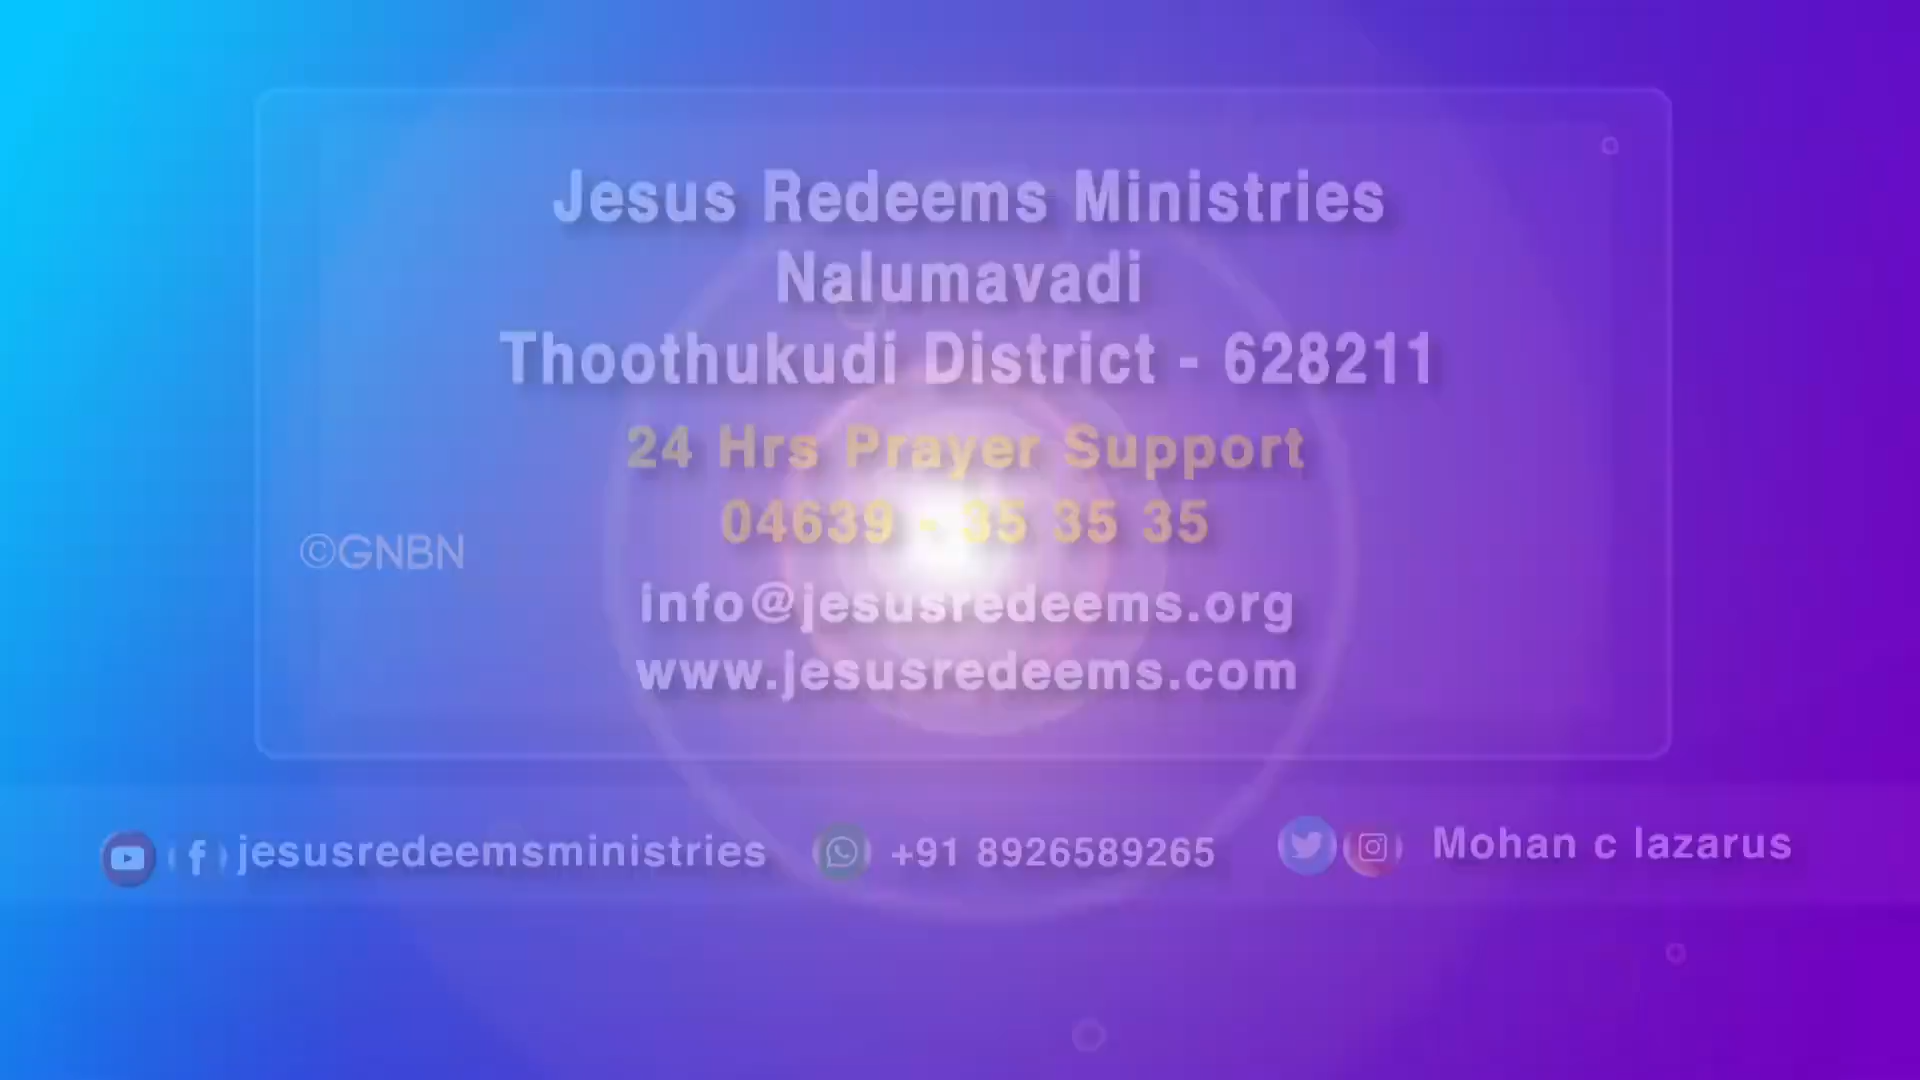 Jesus Redeems Ministries
Nalumavadi
Thoothukudi District - 628211
24 Hrs Prayer Support
04639 - 35 35 35
©GNBN
info@jesusredeems.org
www.jesusredeems.com
jesusredeemsministries +91 8926589265 Mohan c lazarus